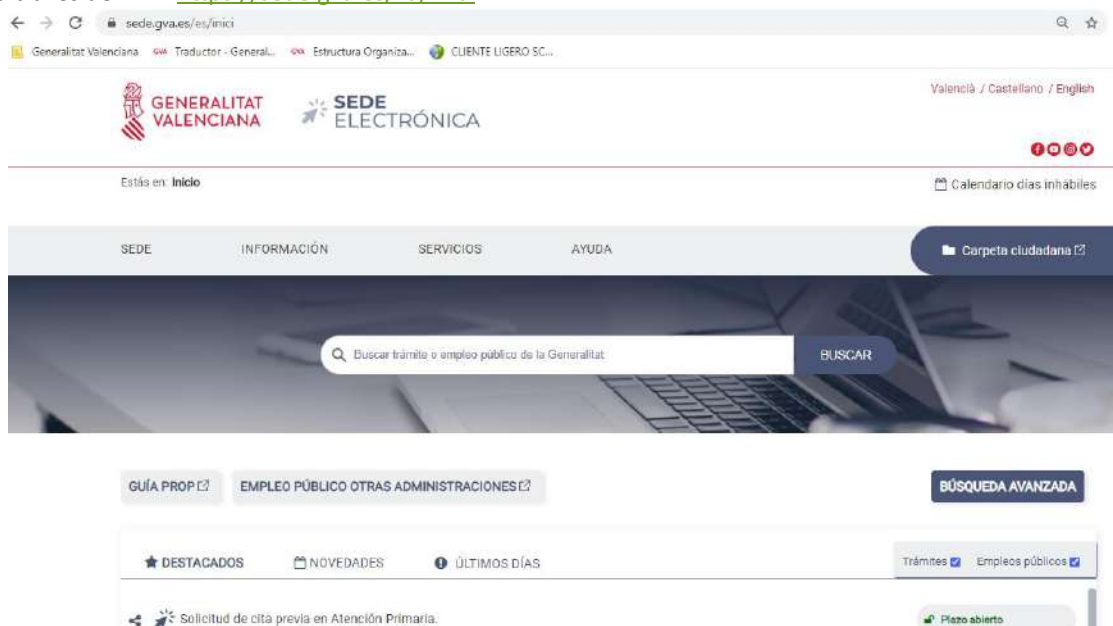 sede.gva.es/es/inici
Generalitat Valenciana GVA Traductor - General... GVA Estructura Organiza... CLIENTE LIGERO SC...
GENERALITAT VALENCIANA
SEDE ELECTRÓNICA
Valencià / Castellano / English
Estás en: Inicio
Calendario días inhábiles
SEDE INFORMACIÓN SERVICIOS AYUDA
Carpeta ciudadana
Buscar trámite o empleo público de la Generalitat BUSCAR
GUÍA PROP EMPLEO PÚBLICO OTRAS ADMINISTRACIONES BÚSQUEDA AVANZADA
DESTACADOS NOVEDADES ÚLTIMOS DÍAS Trámites Empleos públicos
Solicitud de cita previa en Atención Primaria. Plazo abierto